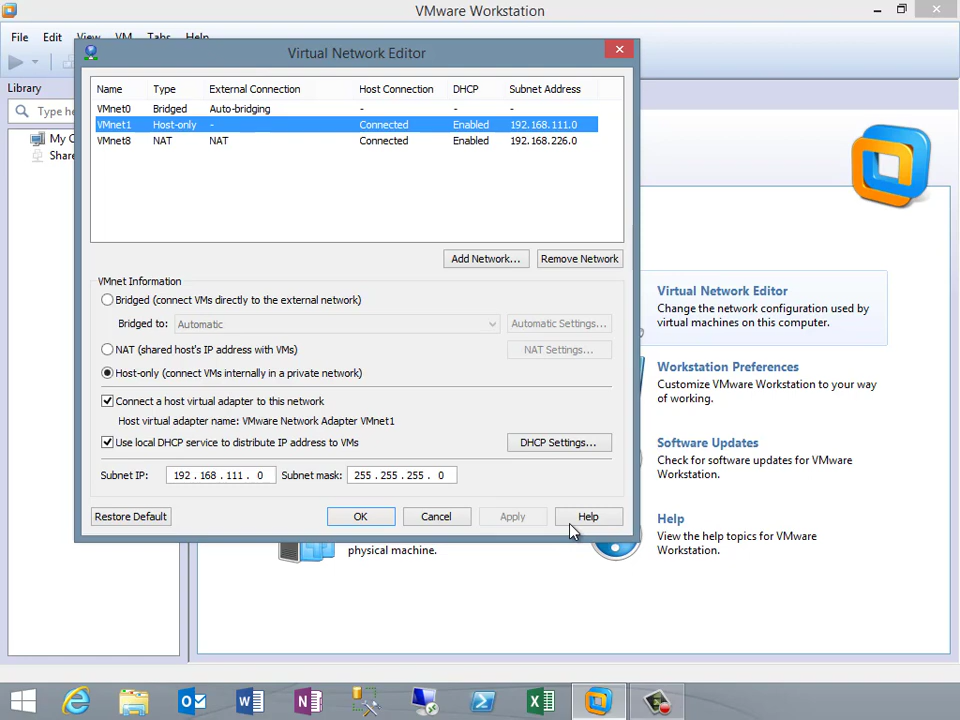 VMware Workstation
File Edit View VM Tabs Help
Library
Type he
My C
Share
Virtual Network Editor
Name Type External Connection Host Connection DHCP Subnet Address
VMnet0 Bridged Auto-bridging - - -
VMnet1 Host-only - Connected Enabled 192.168.111.0
VMnet8 NAT NAT Connected Enabled 192.168.226.0
Add Network... Remove Network
VMnet Information
Bridged (connect VMs directly to the external network)
Bridged to: Automatic Automatic Settings...
NAT (shared host's IP address with VMs) NAT Settings...
Host-only (connect VMs internally in a private network)
Connect a host virtual adapter to this network
Host virtual adapter name: VMware Network Adapter VMnet1
Use local DHCP service to distribute IP address to VMs DHCP Settings...
Subnet IP: 192 . 168 . 111 . 0 Subnet mask: 255 . 255 . 255 . 0
Restore Default OK Cancel Apply Help
Virtual Network Editor
Change the network configuration used by
virtual machines on this computer.
Workstation Preferences
Customize VMware Workstation to your way
of working.
Software Updates
Check for software updates for VMware
Workstation.
Help
View the help topics for VMware
Workstation.
physical machine.